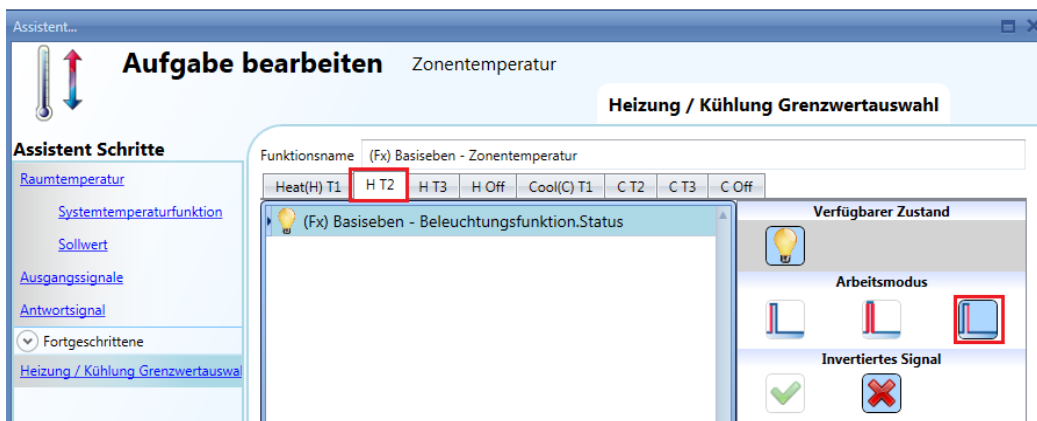 Assistent...
Aufgabe bearbeiten Zonentemperatur
Heizung / Kühlung Grenzwertauswahl
Assistent Schritte
Raumtemperatur
Systemtemperaturfunktion
Sollwert
Ausgangssignale
Antwortsignal
Fortgeschrittene
Heizung / Kühlung Grenzwertauswal
Funktionsname (Fx) Basiseben - Zonentemperatur
Heat(H) T1 H T2 H T3 H Off Cool(C) T1 C T2 C T3 C Off
(Fx) Basiseben - Beleuchtungsfunktion.Status
Verfügbarer Zustand
Arbeitsmodus
Invertiertes Signal